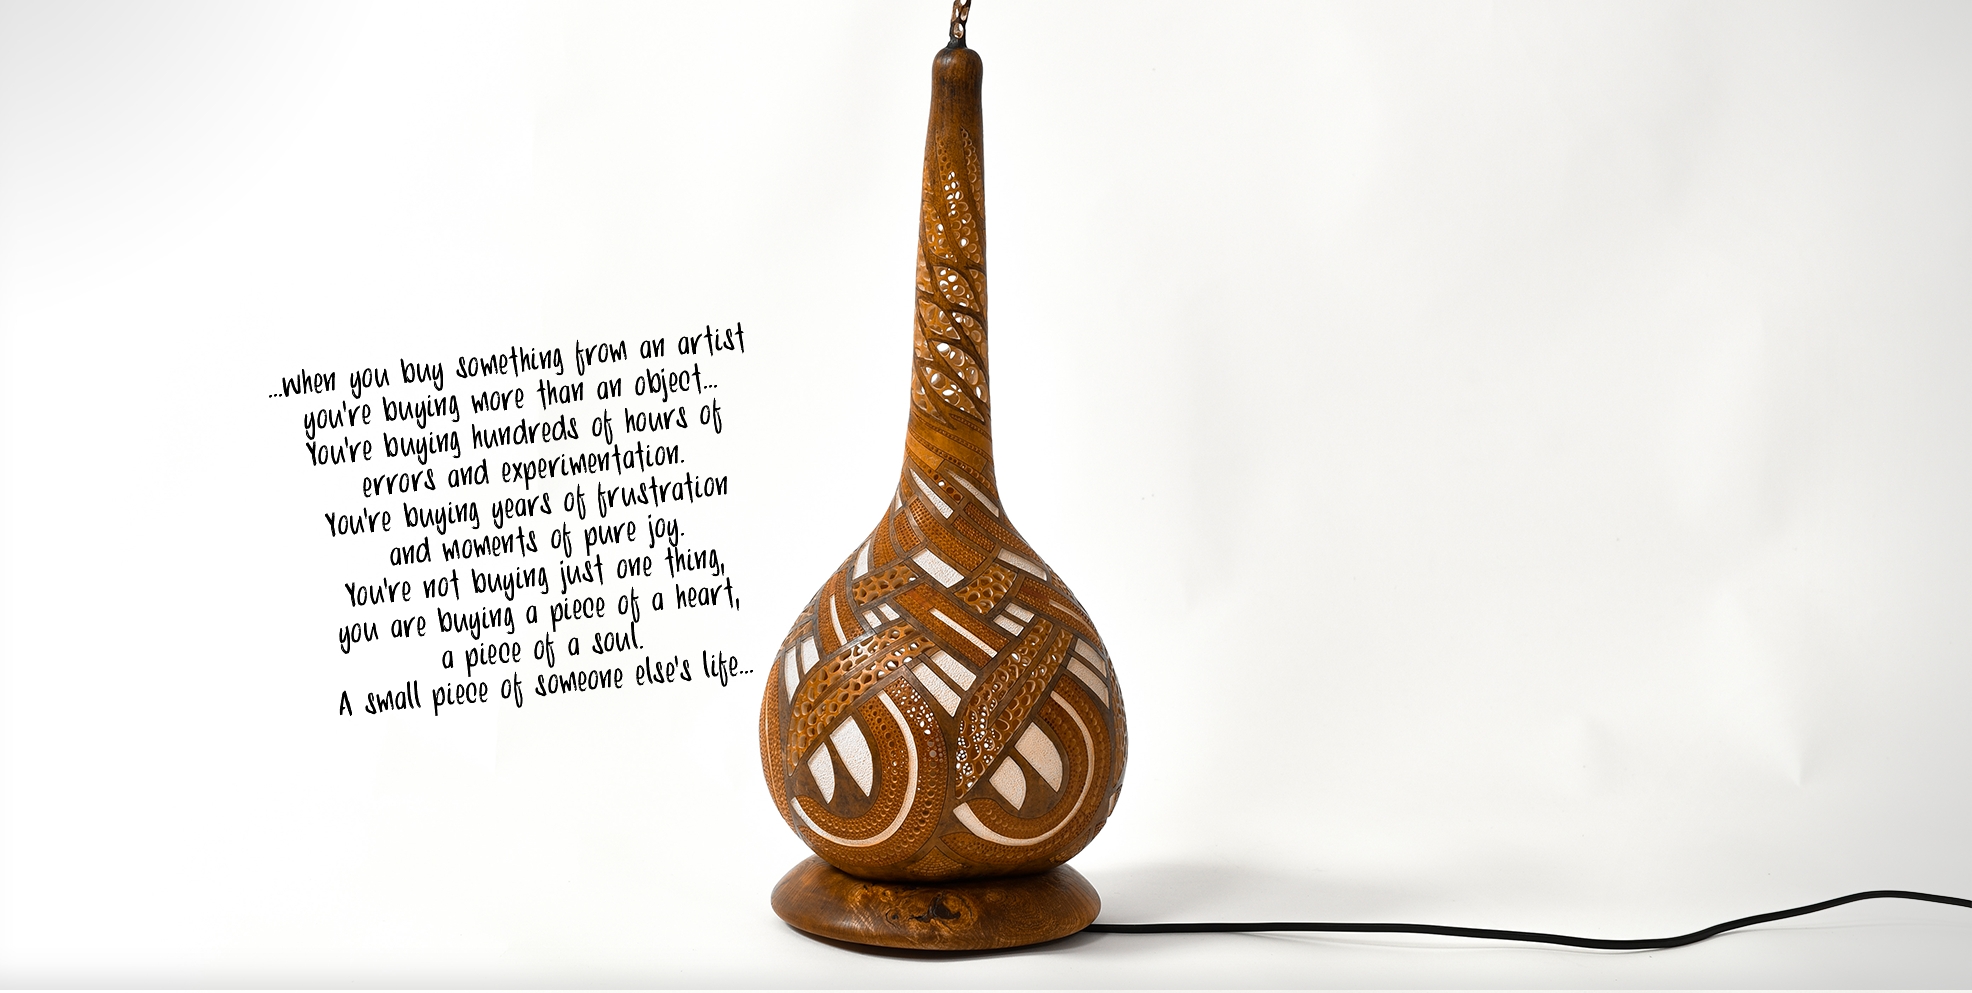 ...when you buy something from an artist
you're buying more than an object...
You're buying hundreds of hours of
errors and experimentation.
You're buying years of frustration
and moments of pure joy.
You're not buying just one thing,
you are buying a piece of a heart,
a piece of a soul.
A small piece of someone else's life...